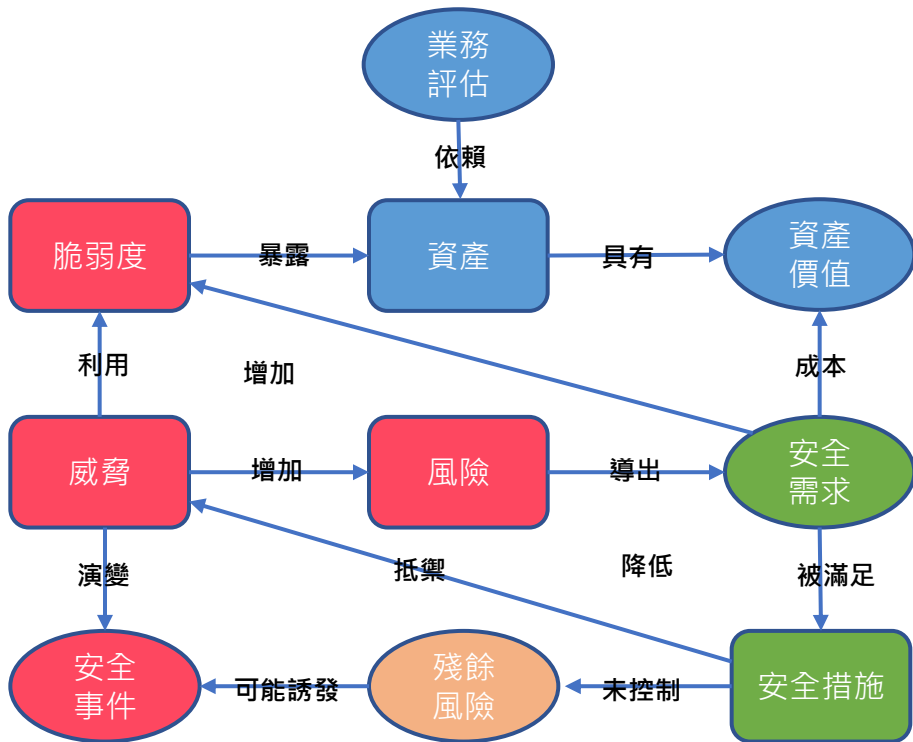 業務
評估
依賴
脆弱度
暴露
資產
具有
資產
價值
利用
增加
成本
威脅
增加
風險
導出
安全
需求
演變
抵禦
降低
被滿足
安全
事件
可能誘發
殘餘
風險
未控制
安全措施